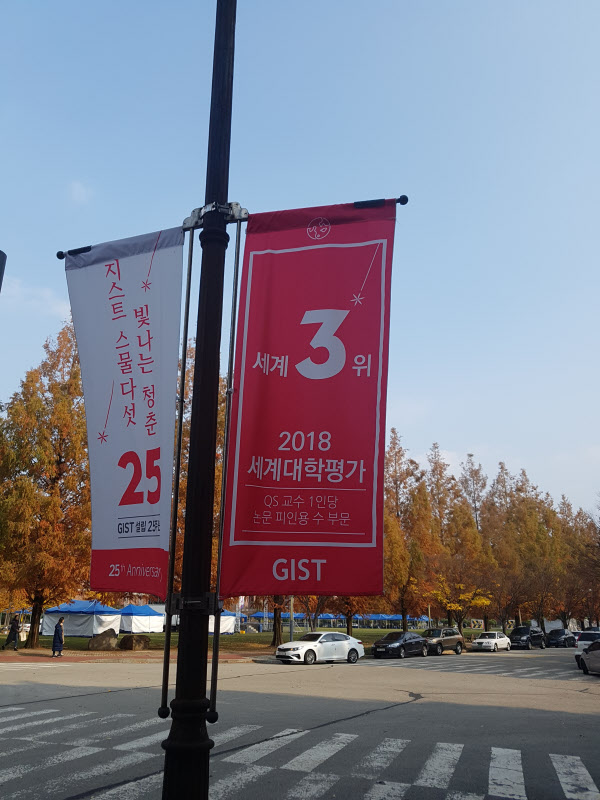 지스트 스물다섯
빛나는 청춘
25
GIST 설립 25주년
25th Anniversary
세계 3 위
2018
세계대학평가
QS 교수 1인당
논문 피인용 수 부문
GIST